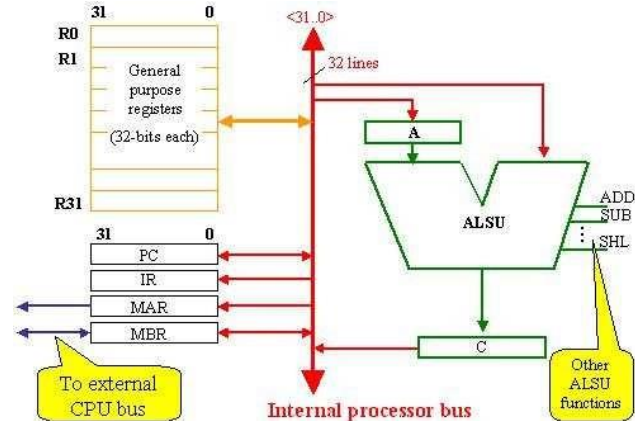 31 0
<31..0>
R0
R1
32 lines
General
purpose
registers
(32-bits each)
A
R31
ALSU
ADD
SUB
SHL
31 0
PC
IR
MAR
MBR
C
To external
CPU bus
Other
ALSU
functions
Internal processor bus